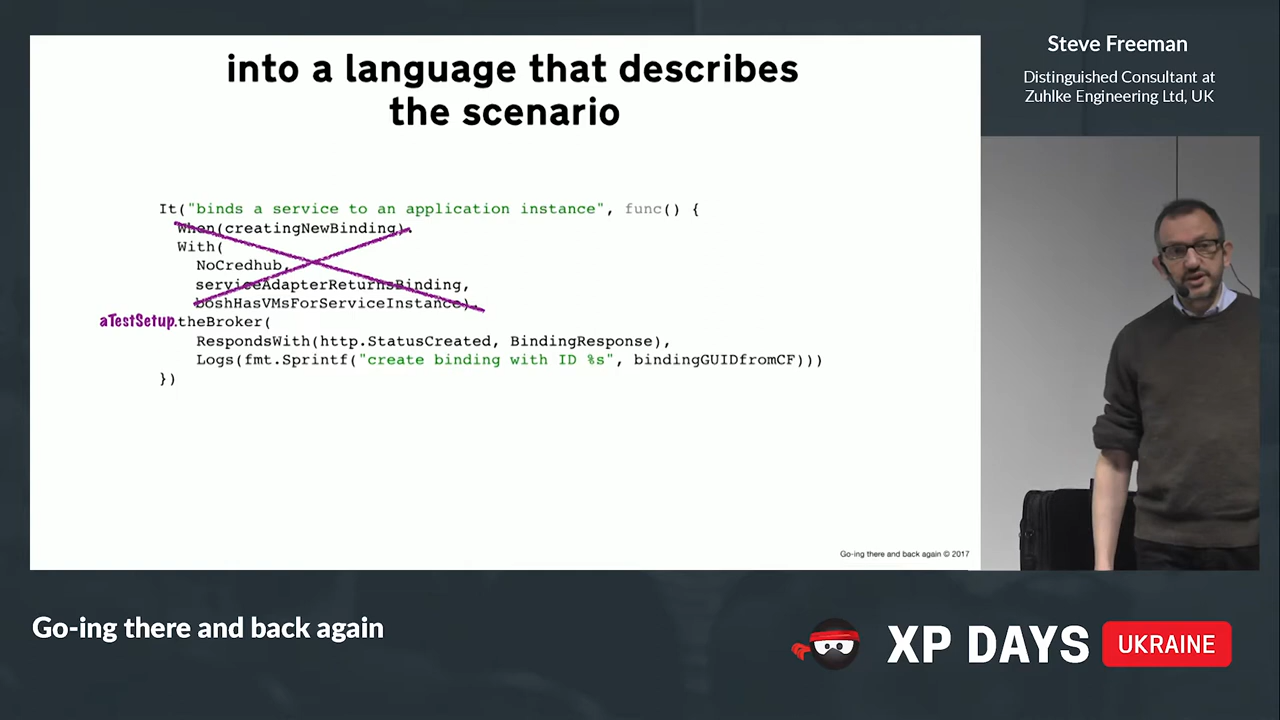 into a language that describes
the scenario
It("binds a service to an application instance", func() {
When(creatingNewBinding).
With(
NoCredhub,
serviceAdapterReturnsBinding,
boshHasVMsForServiceInstance).
aTestSetup.theBroker(
RespondsWith(http.StatusCreated, BindingResponse),
Logs(fmt.Sprintf("create binding with ID %s", bindingGUIDfromCF)))
})
Go-ing there and back again © 2017
Steve Freeman
Distinguished Consultant at
Zuhlke Engineering Ltd, UK
Go-ing there and back again
XP DAYS UKRAINE